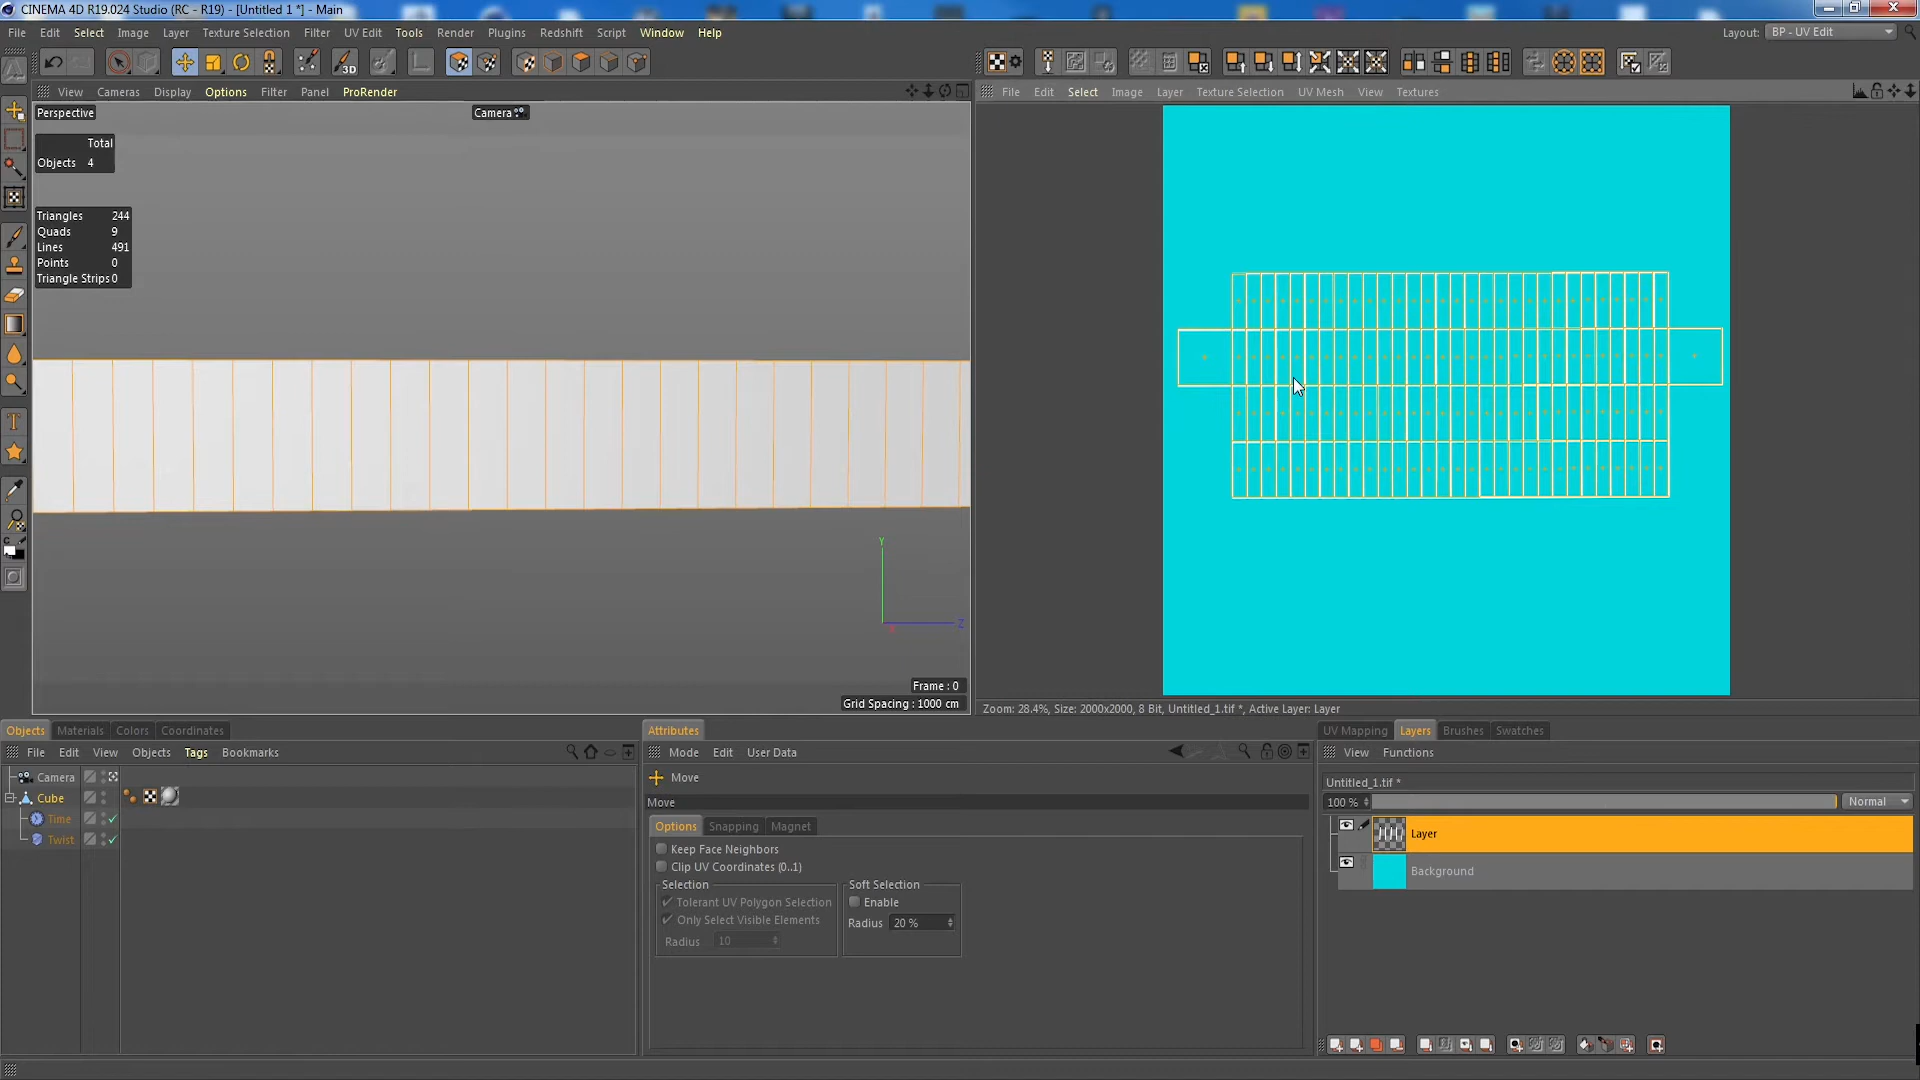 CINEMA 4D R19.024 Studio (RC - R19) - [Untitled 1 *] - Main
File Edit Select Image Layer Texture Selection Filter UV Edit Tools Render Plugins Redshift Script Window Help
Layout: BP - UV Edit
View Cameras Display Options Filter Panel ProRender
File Edit Select Image Layer Texture Selection UV Mesh View Textures
Perspective
Camera
Total
Objects 4
Triangles 244
Quads 9
Lines 491
Points 0
Triangle Strips 0
Y
Z
Frame : 0
Grid Spacing : 1000 cm
Zoom: 28.4%, Size: 2000x2000, 8 Bit, Untitled_1.tif *, Active Layer: Layer
Objects Materials Colors Coordinates
File Edit View Objects Tags Bookmarks
Camera
Cube
Time
Twist
Attributes
Mode Edit User Data
Move
Move
Options Snapping Magnet
Keep Face Neighbors
Clip UV Coordinates (0..1)
Selection
Tolerant UV Polygon Selection
Only Select Visible Elements
Radius 10
Soft Selection
Enable
Radius 20 %
UV Mapping Layers Brushes Swatches
View Functions
Untitled_1.tif *
100 % Normal
Layer
Background